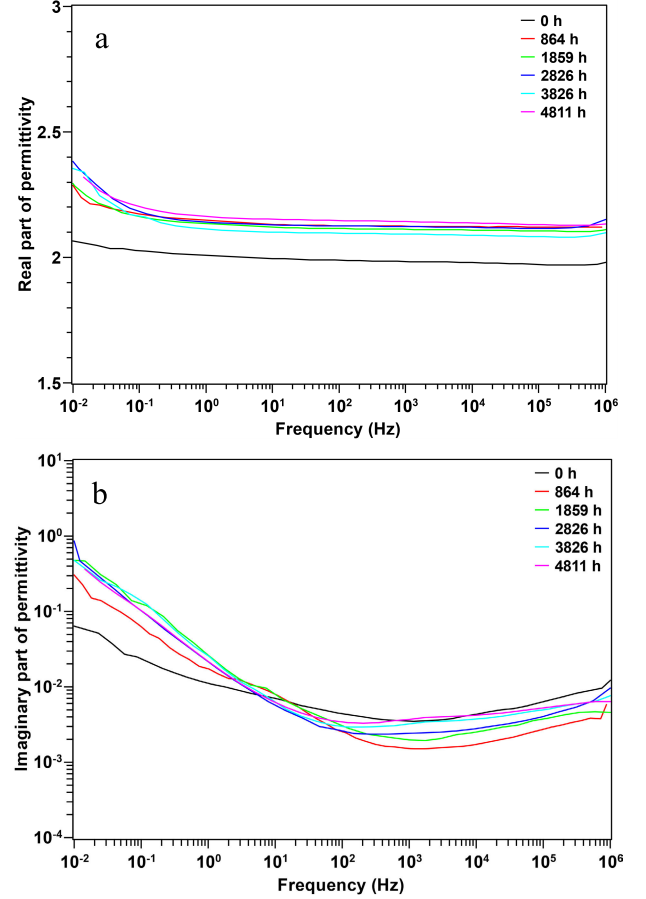 a
3
2.5
2
1.5
Real part of permittivity
0 h
864 h
1859 h
2826 h
3826 h
4811 h
10⁻² 10⁻¹ 10⁰ 10¹ 10² 10³ 10⁴ 10⁵ 10⁶
Frequency (Hz)
b
10¹
10⁰
10⁻¹
10⁻²
10⁻³
10⁻⁴
Imaginary part of permittivity
0 h
864 h
1859 h
2826 h
3826 h
4811 h
10⁻² 10⁻¹ 10⁰ 10¹ 10² 10³ 10⁴ 10⁵ 10⁶
Frequency (Hz)